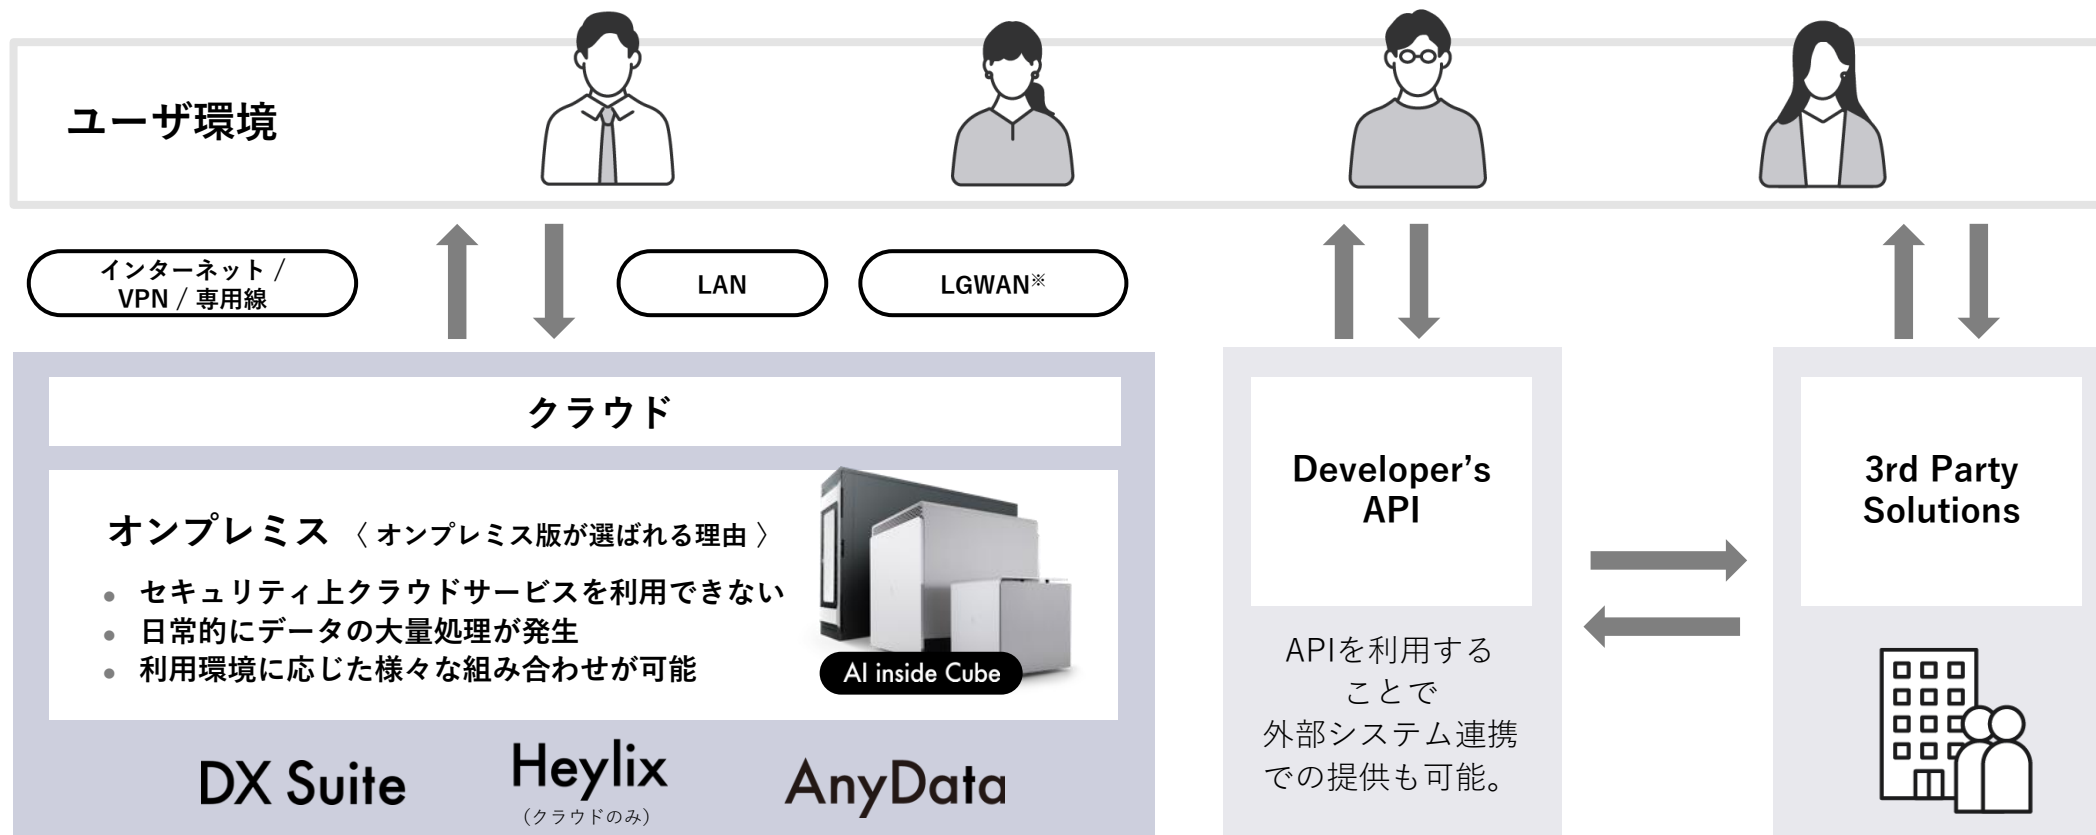 ユーザ環境
インターネット /
VPN / 専用線
LAN
LGWAN※
クラウド
オンプレミス 〈 オンプレミス版が選ばれる理由 〉
● セキュリティ上クラウドサービスを利用できない
● 日常的にデータの大量処理が発生
● 利用環境に応じた様々な組み合わせが可能
AI inside Cube
DX Suite
Heylix
(クラウドのみ)
AnyData
Developer’s
API
APIを利用する
ことで
外部システム連携
での提供も可能。
3rd Party
Solutions